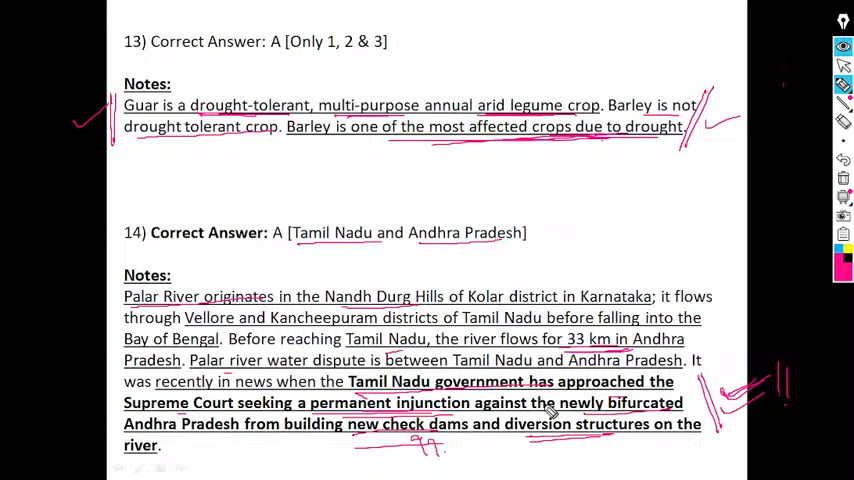 13) Correct Answer: A [Only 1, 2 & 3]
Notes:
Guar is a drought-tolerant, multi-purpose annual arid legume crop. Barley is not
drought tolerant crop. Barley is one of the most affected crops due to drought.
14) Correct Answer: A [Tamil Nadu and Andhra Pradesh]
Notes:
Palar River originates in the Nandh Durg Hills of Kolar district in Karnataka; it flows
through Vellore and Kancheepuram districts of Tamil Nadu before falling into the
Bay of Bengal. Before reaching Tamil Nadu, the river flows for 33 km in Andhra
Pradesh. Palar river water dispute is between Tamil Nadu and Andhra Pradesh. It
was recently in news when the Tamil Nadu government has approached the
Supreme Court seeking a permanent injunction against the newly bifurcated
Andhra Pradesh from building new check dams and diversion structures on the
river.